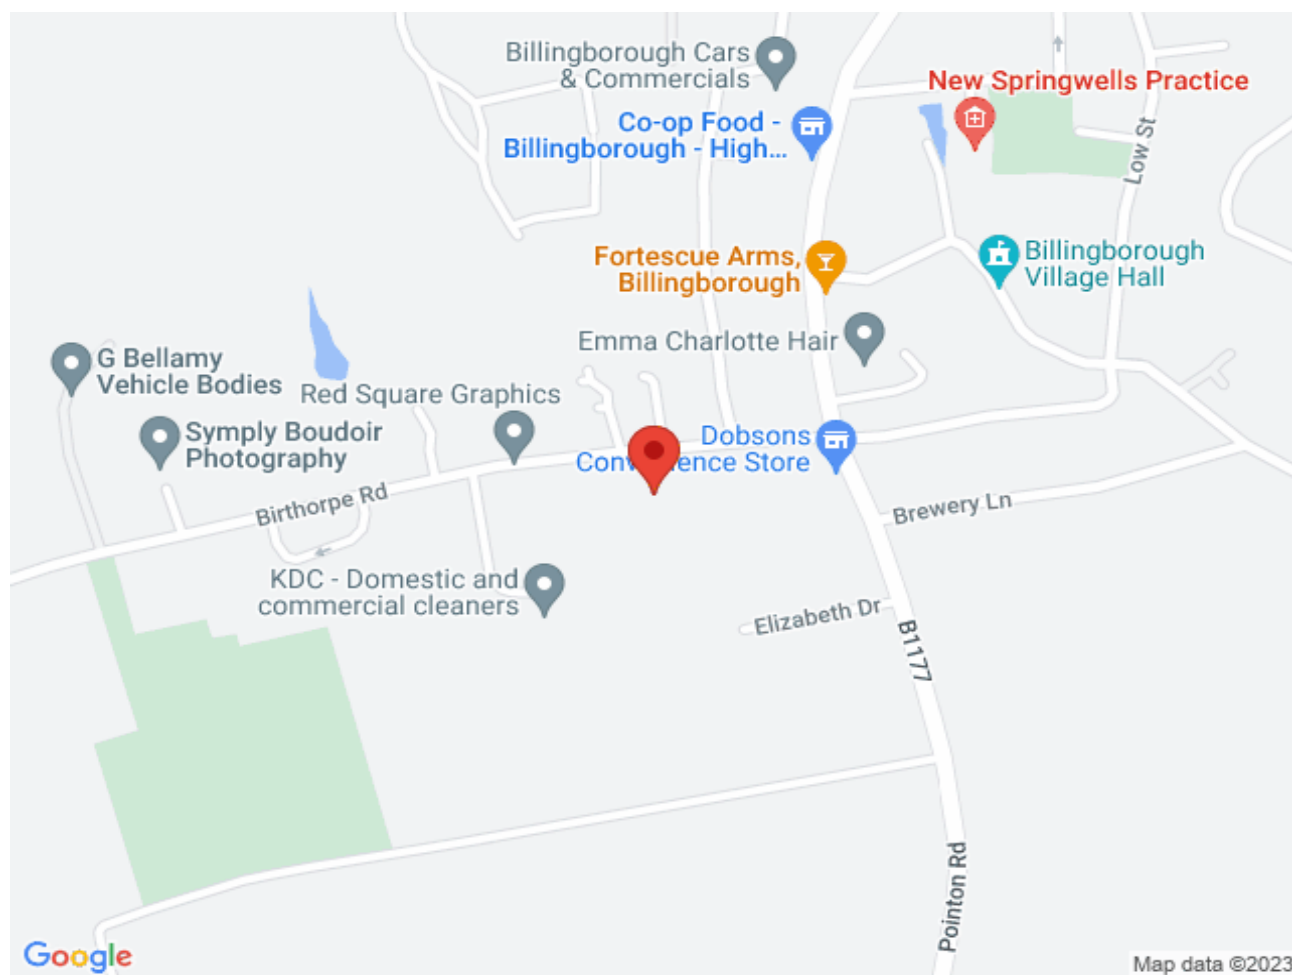 Billingborough Cars
& Commercials
New Springwells Practice
Co-op Food -
Billingborough - High...
Low St
Fortescue Arms,
Billingborough
Billingborough
Village Hall
Emma Charlotte Hair
G Bellamy
Vehicle Bodies
Red Square Graphics
Symply Boudoir
Photography
Dobsons
Convenience Store
Birthorpe Rd
Brewery Ln
KDC - Domestic and
commercial cleaners
Elizabeth Dr
B1177
Pointon Rd
Google
Map data ©2023